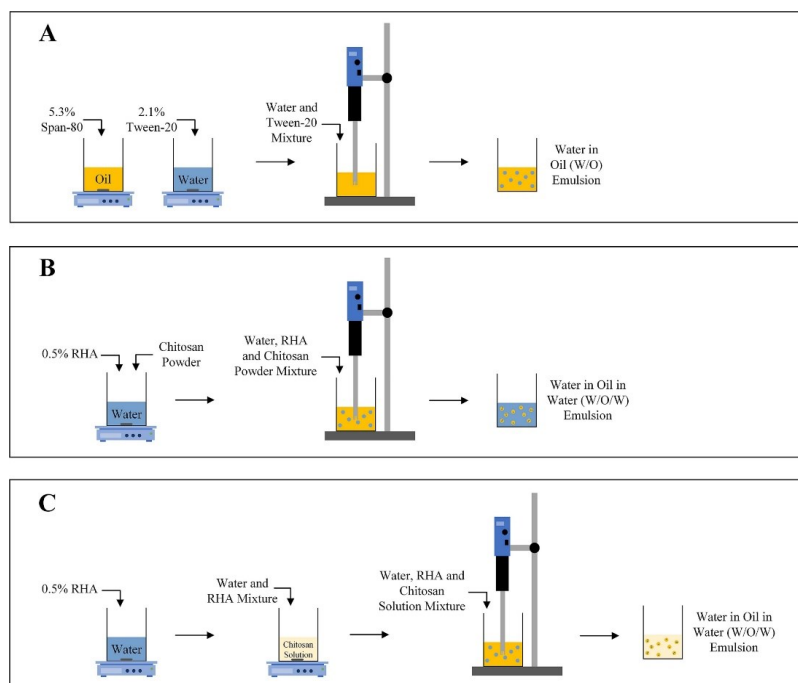 A
5.3%
Span-80
2.1%
Tween-20
Oil
Water
Water and
Tween-20
Mixture
Water in
Oil (W/O)
Emulsion
B
0.5% RHA
Chitosan
Powder
Water
Water, RHA
and Chitosan
Powder Mixture
Water in Oil in
Water (W/O/W)
Emulsion
C
0.5% RHA
Water
Water and
RHA Mixture
Chitosan
Solution
Water, RHA and
Chitosan
Solution Mixture
Water in Oil in
Water (W/O/W)
Emulsion